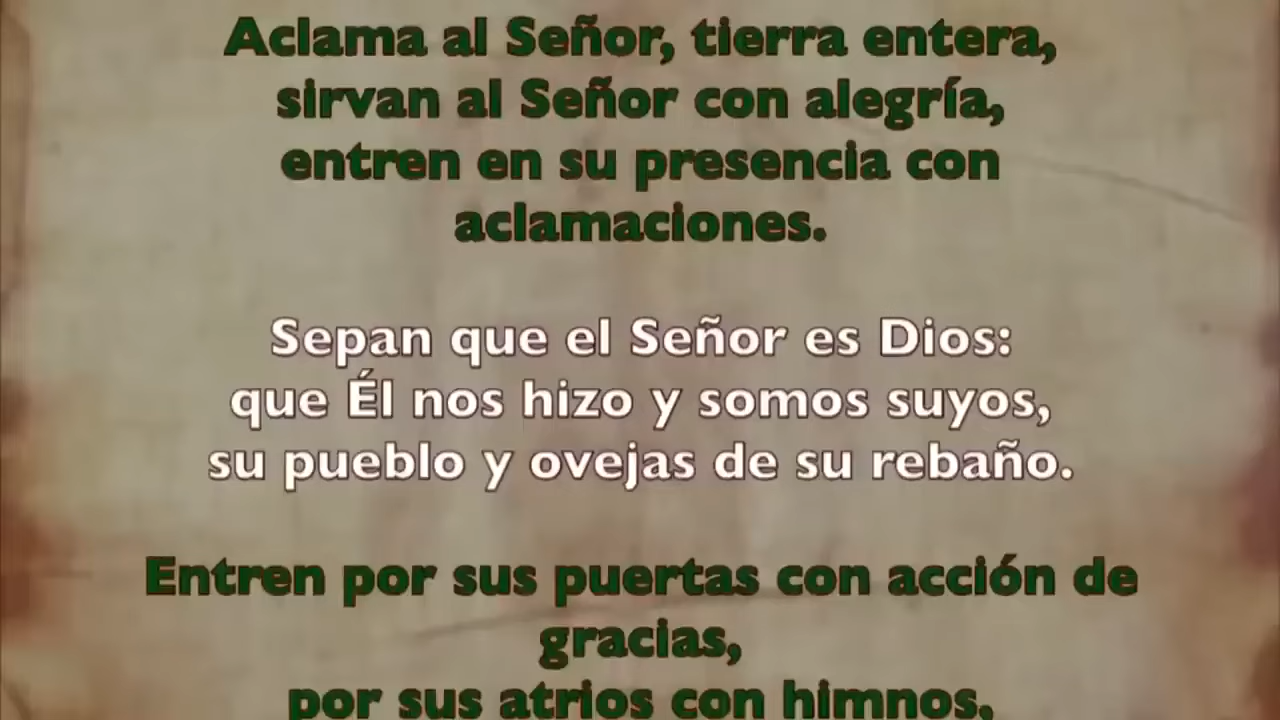 Aclama al Señor, tierra entera,
sirvan al Señor con alegría,
entren en su presencia con
aclamaciones.
Sepan que el Señor es Dios:
que Él nos hizo y somos suyos,
su pueblo y ovejas de su rebaño.
Entren por sus puertas con acción de
gracias,
por sus atrios con himnos,